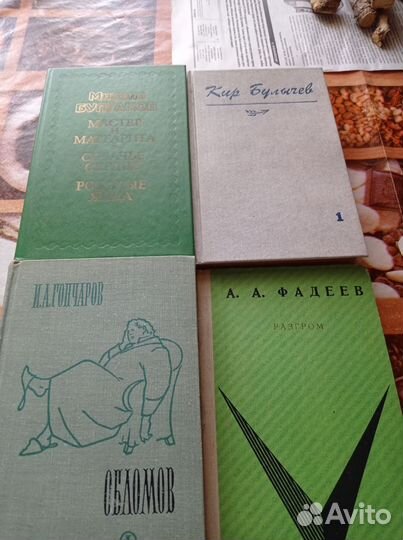 Михаил
БУЛГАКОВ
МАСТЕР
И
МАРГАРИТА
СОБАЧЬЕ
СЕРДЦЕ
РОКОВЫЕ
ЯЙЦА
Кир Булычев
1
И.А.ГОНЧАРОВ
ОБЛОМОВ
А. А. ФАДЕЕВ
РАЗГРОМ
Avito